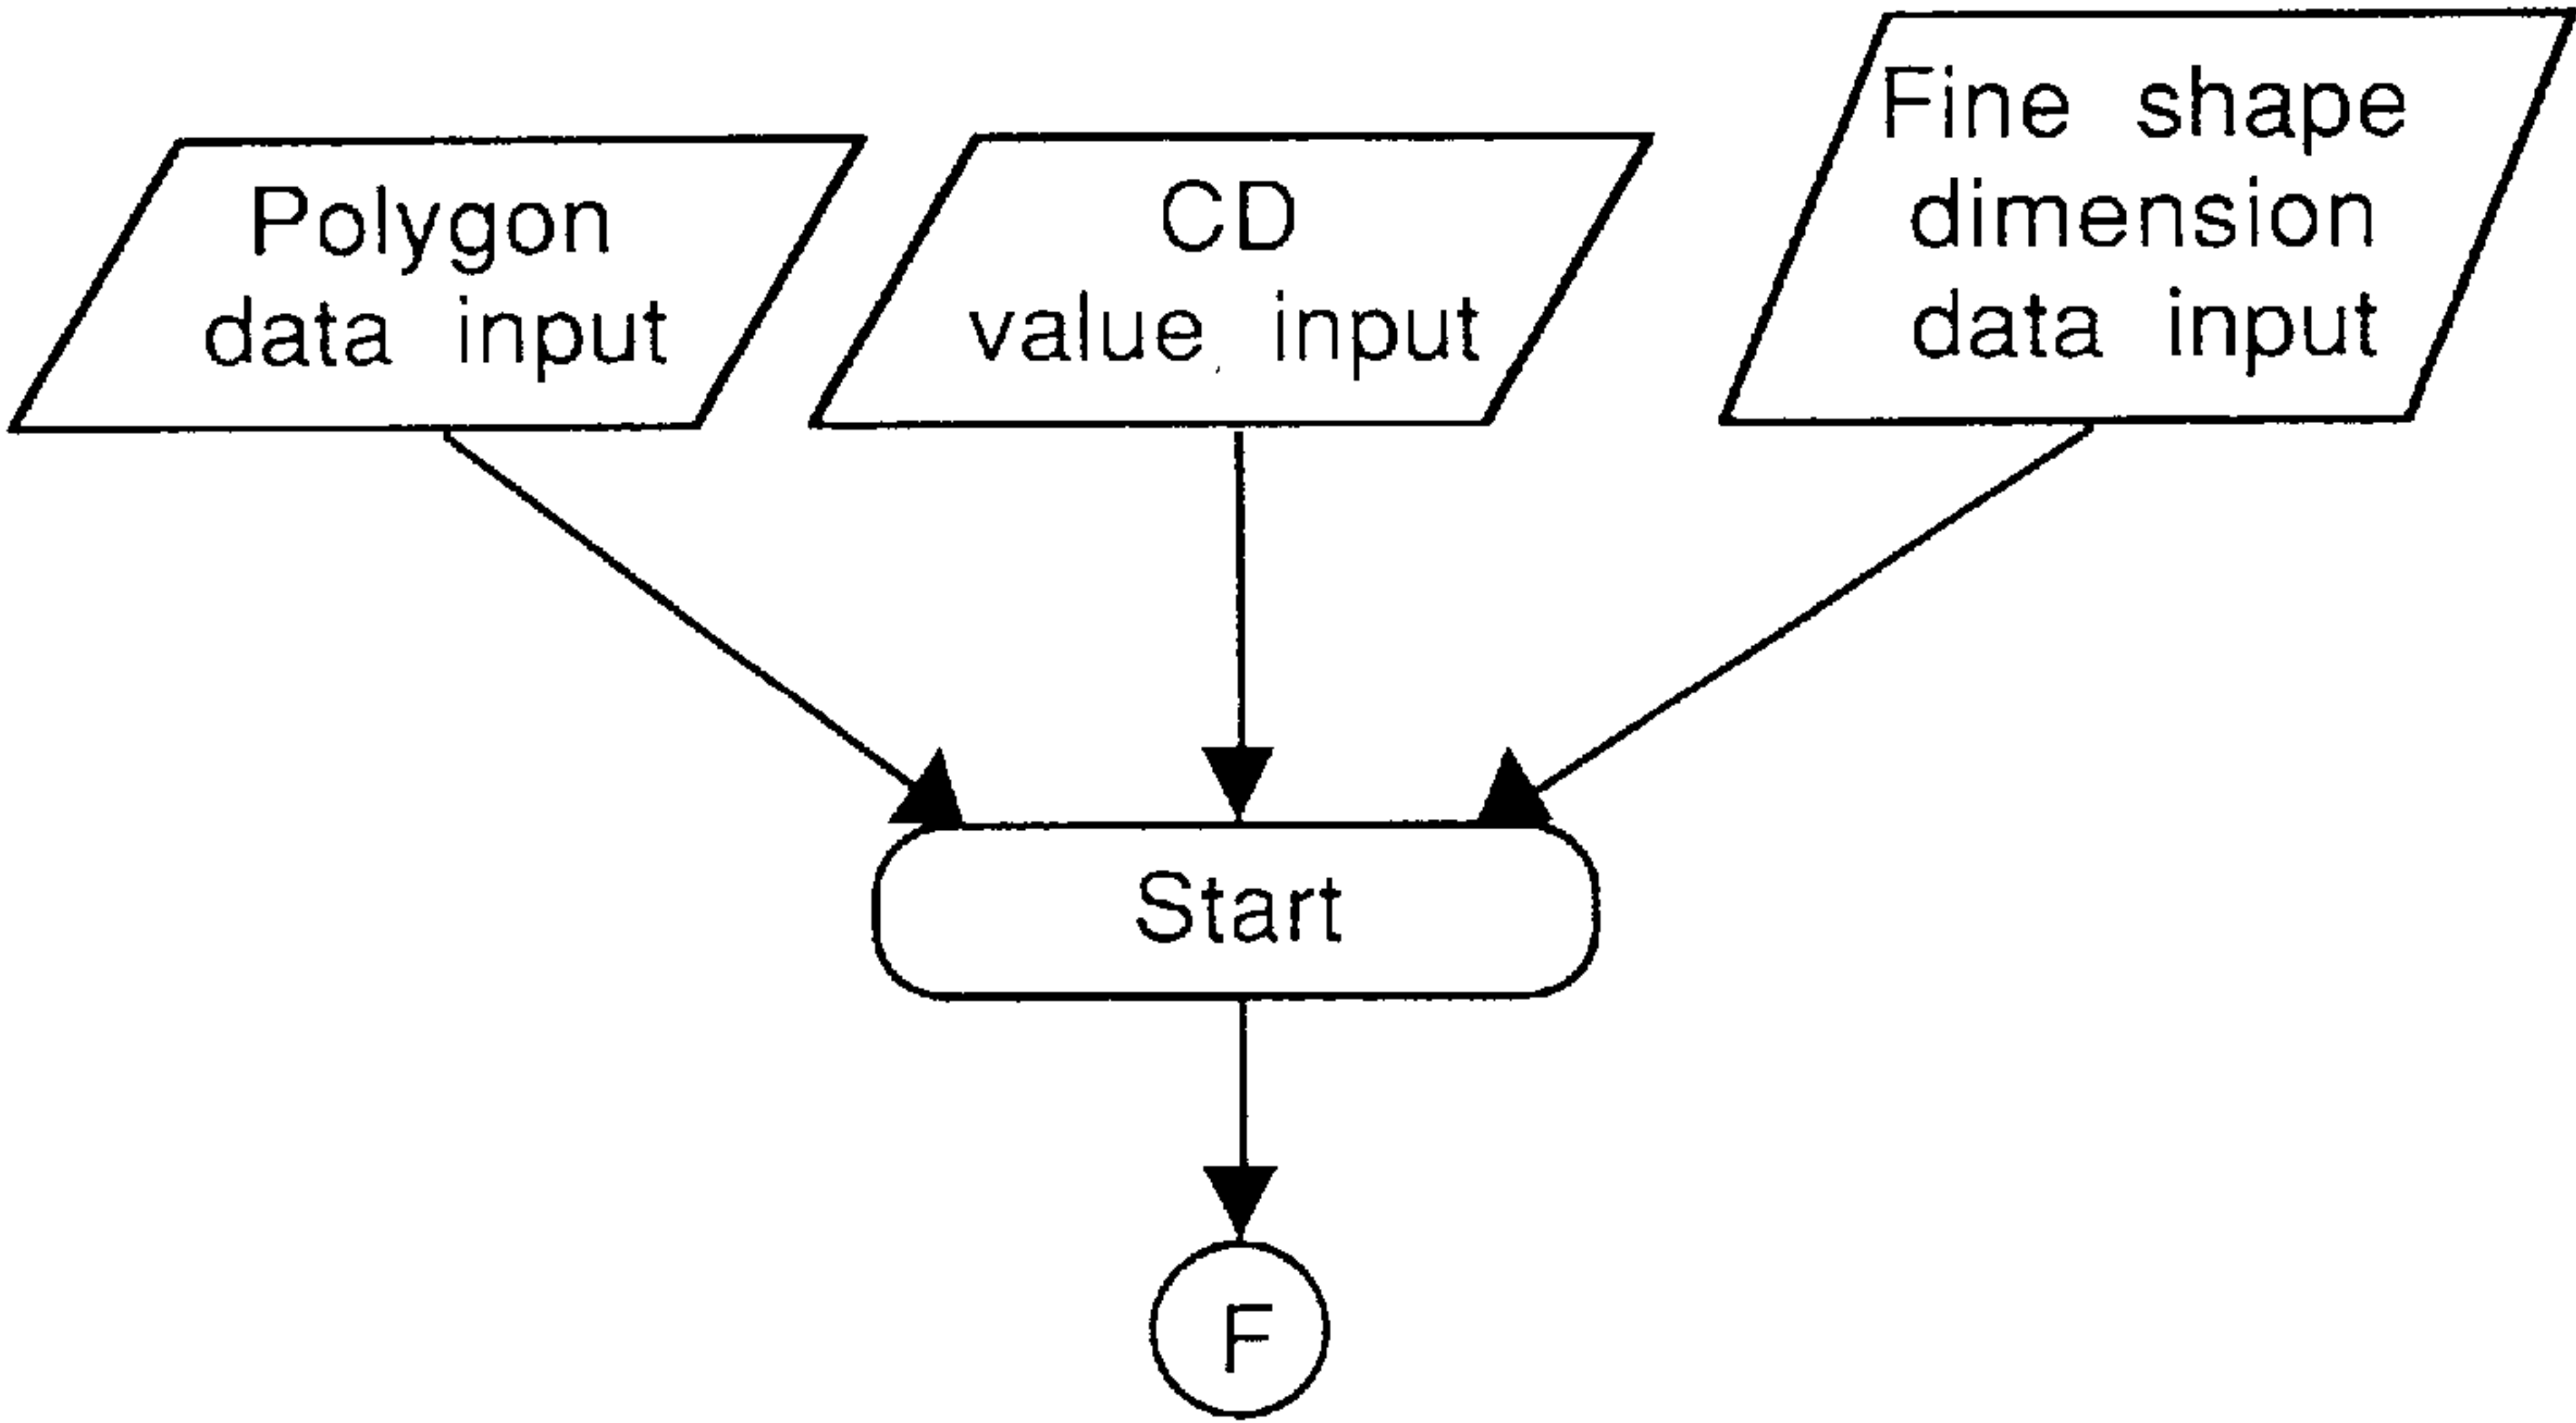 Polygon
data input
CD
value input
Fine shape
dimension
data input
Start
F